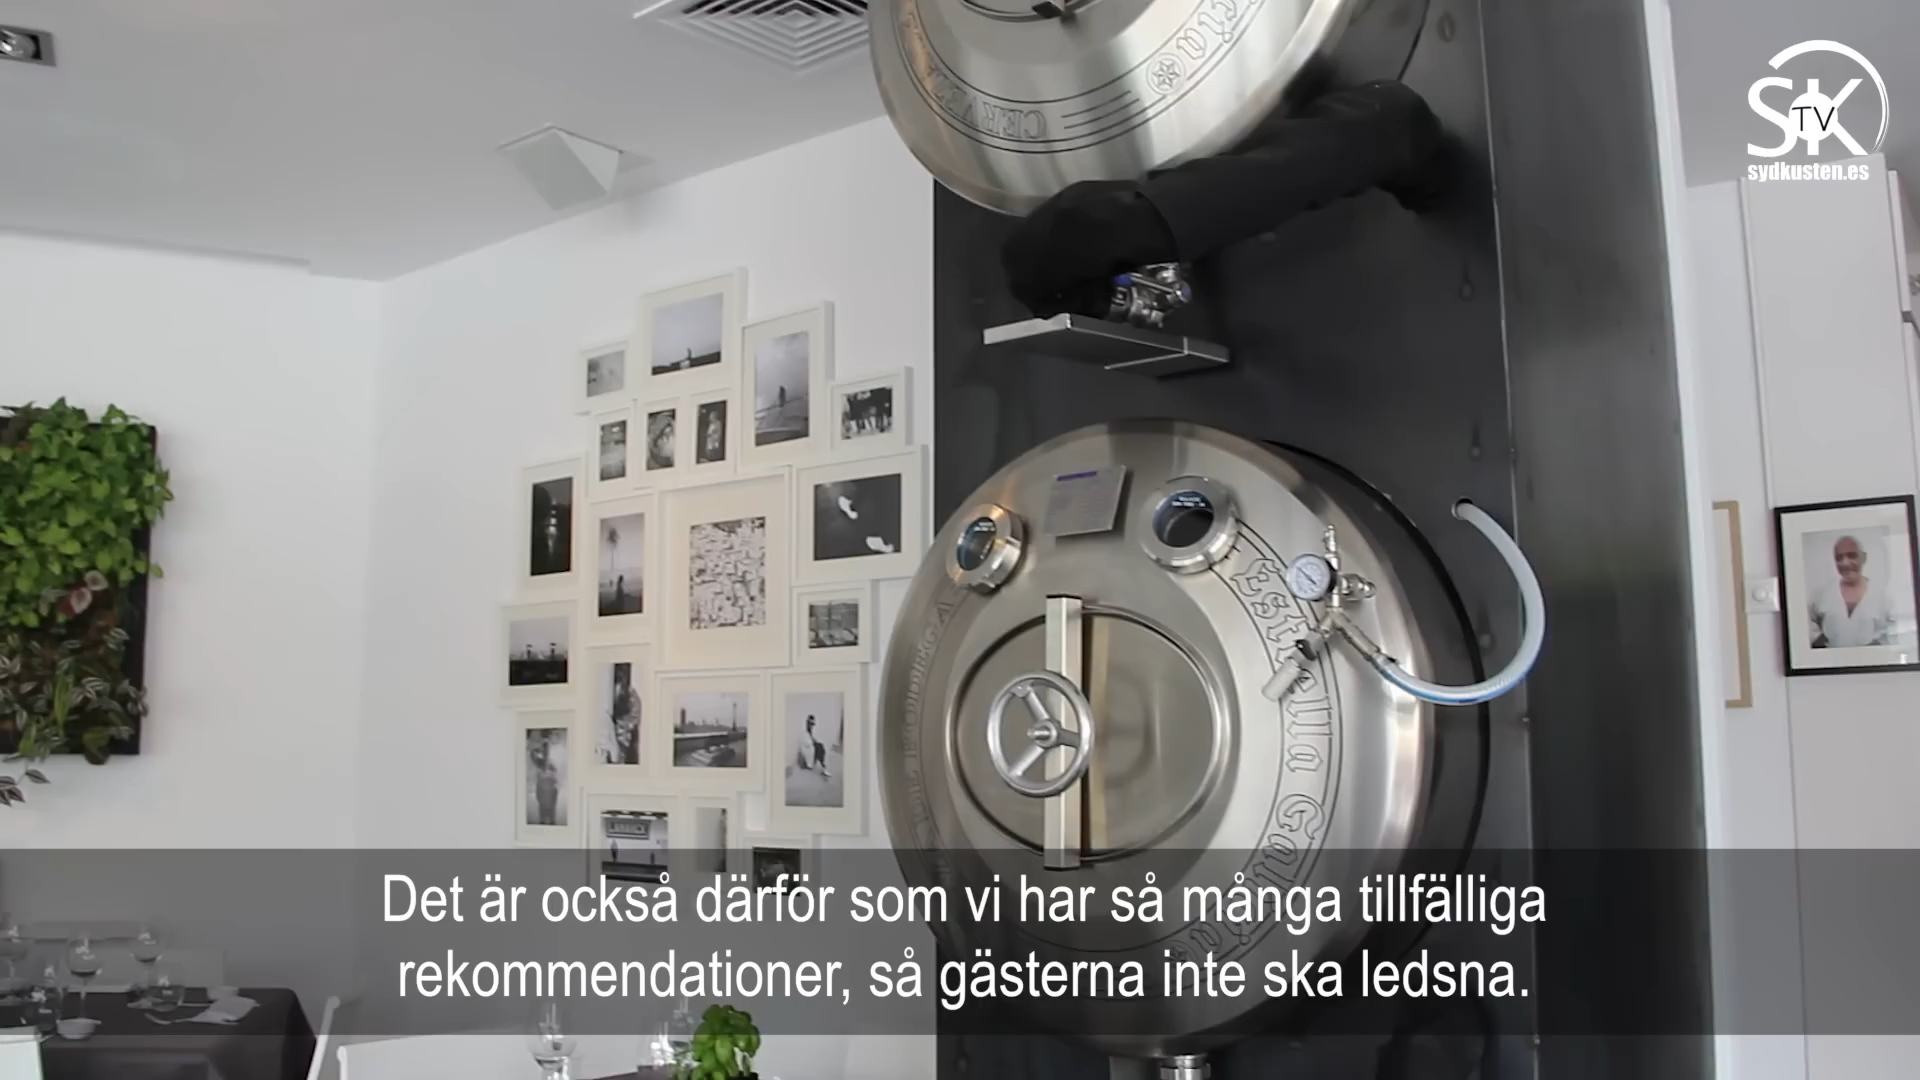 SK
TV
sydkusten.es
CERVEZA
Estrella Galicia
Det är också därför som vi har så många tillfälliga
rekommendationer, så gästerna inte ska ledsna.